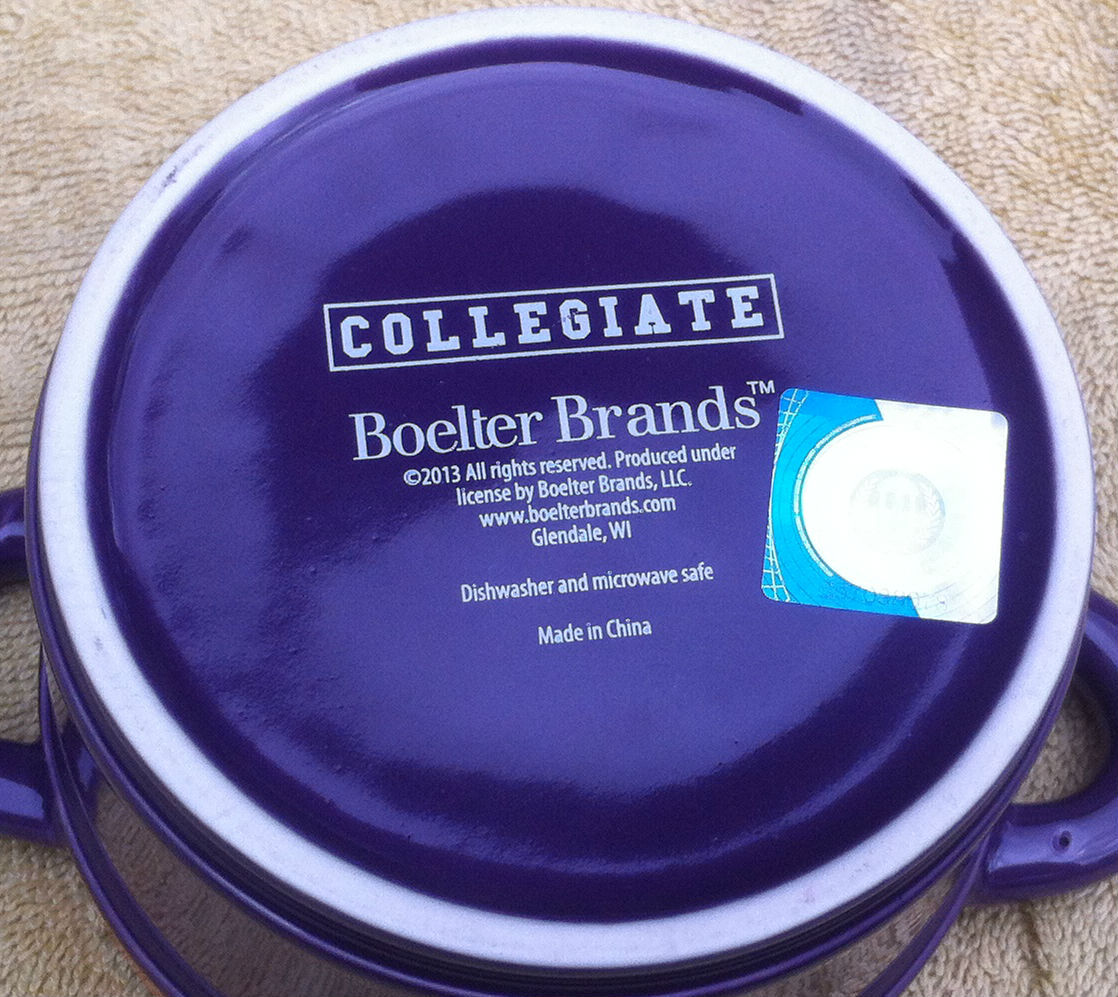 COLLEGIATE
Boelter Brands™
©2013 All rights reserved. Produced under
license by Boelter Brands, LLC.
www.boelterbrands.com
Glendale, WI
Dishwasher and microwave safe
Made in China